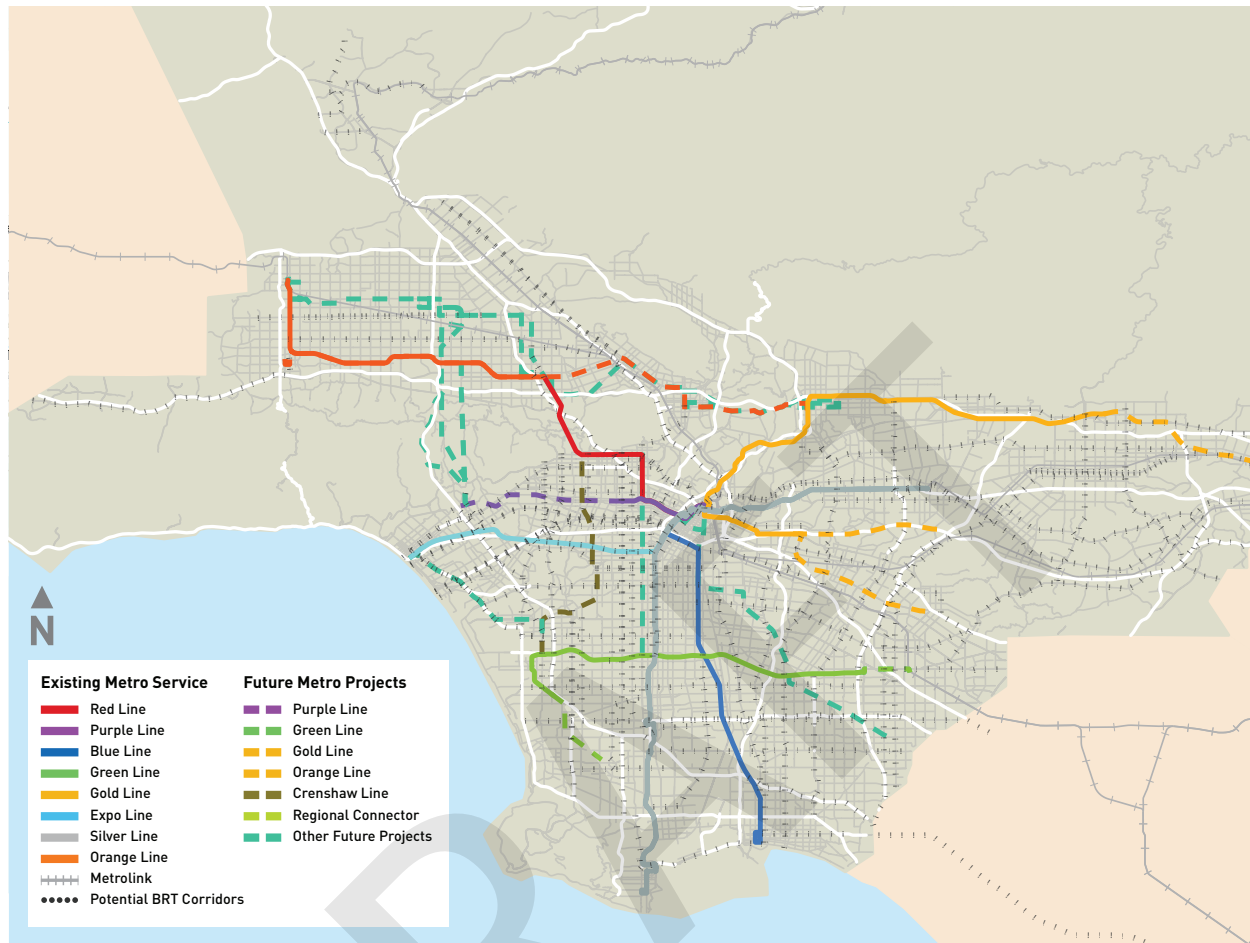 N
Existing Metro Service
Red Line
Purple Line
Blue Line
Green Line
Gold Line
Expo Line
Silver Line
Orange Line
Metrolink
Potential BRT Corridors
Future Metro Projects
Purple Line
Green Line
Gold Line
Orange Line
Crenshaw Line
Regional Connector
Other Future Projects
DRAFT